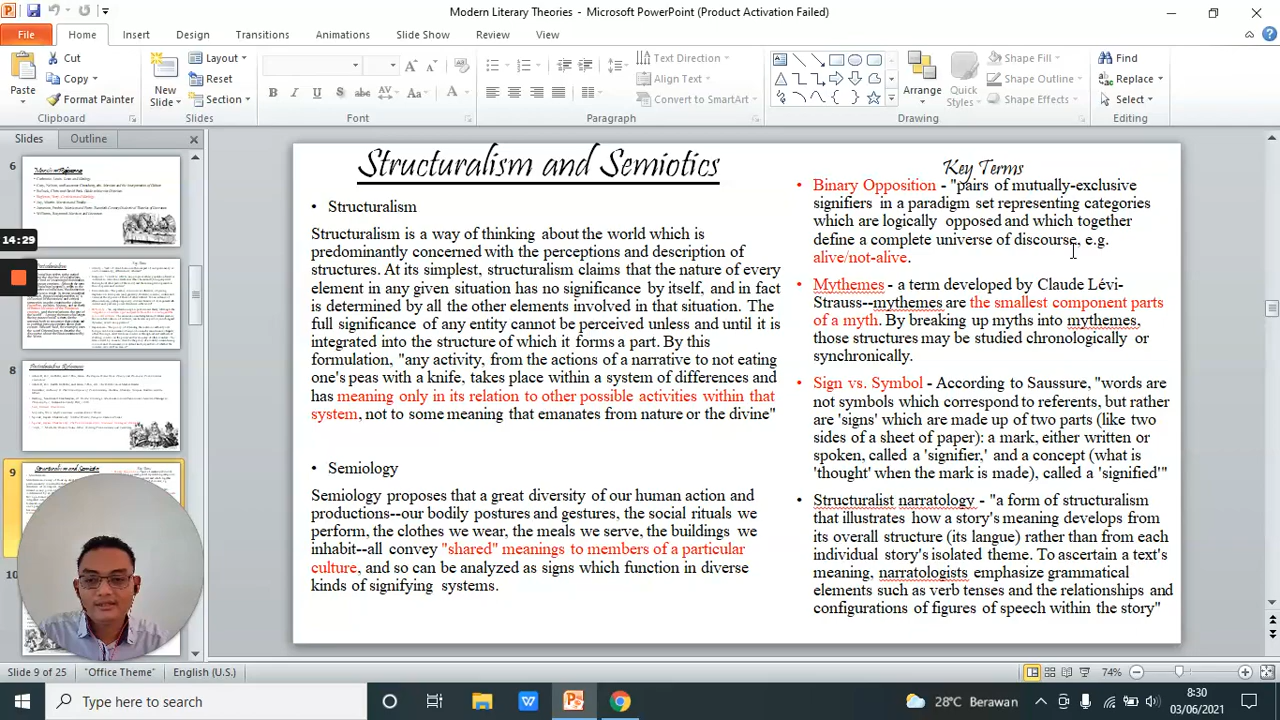 Modern Literary Theories - Microsoft PowerPoint (Product Activation Failed)
File Home Insert Design Transitions Animations Slide Show Review View
Paste
Cut
Copy
Format Painter
Clipboard
New
Slide
Layout
Reset
Section
Slides
B I U S abc AV Aa A
Font
Text Direction
Align Text
Convert to SmartArt
Paragraph
Arrange
Quick
Styles
Shape Fill
Shape Outline
Shape Effects
Drawing
Find
Replace
Select
Editing
Slides Outline
6
14:29
8
9
10
Structuralism and Semiotics
• Structuralism
Structuralism is a way of thinking about the world which is
predominantly concerned with the perceptions and description of
structures. At its simplest, structuralism claims that the nature of every
element in any given situation has no significance by itself, and in fact
is determined by all the other elements involved in that situation. The
full significance of any entity cannot be perceived unless and until it is
integrated into the structure of which it forms a part. By this
formulation, "any activity, from the actions of a narrative to not eating
one's peas with a knife, takes place within a system of differences and
has meaning only in its relation to other possible activities within that
system, not to some meaning that emanates from nature or the divine"
• Semiology
Semiology proposes that a great diversity of our human action and
productions--our bodily postures and gestures, the social rituals we
perform, the clothes we wear, the meals we serve, the buildings we
inhabit--all convey "shared" meanings to members of a particular
culture, and so can be analyzed as signs which function in diverse
kinds of signifying systems.
Key Terms
• Binary Opposition - "pairs of mutually-exclusive
signifiers in a paradigm set representing categories
which are logically opposed and which together
define a complete universe of discourse, e.g.
alive/not-alive.
• Mythemes - a term developed by Claude Lévi-
Strauss--mythemes are the smallest component parts
of a myth. By breaking up myths into mythemes,
those structures may be studied chronologically or
synchronically.
• Sign vs. Symbol - According to Saussure, "words are
not symbols which correspond to referents, but rather
are 'signs' which are made up of two parts (like two
sides of a sheet of paper): a mark, either written or
spoken, called a 'signifier,' and a concept (what is
'thought' when the mark is made), called a 'signified'"
• Structuralist narratology - "a form of structuralism
that illustrates how a story's meaning develops from
its overall structure (its langue) rather than from each
individual story's isolated theme. To ascertain a text's
meaning, narratologists emphasize grammatical
elements such as verb tenses and the relationships and
configurations of figures of speech within the story"
Slide 9 of 25 "Office Theme" English (U.S.)
74%
Type here to search
28°C Berawan
8:30
03/06/2021